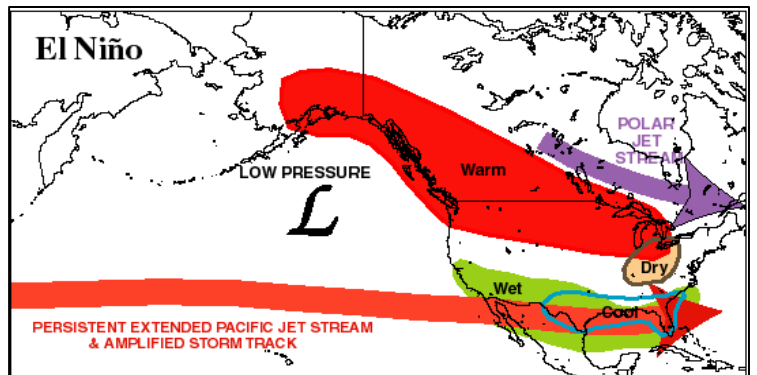 El Niño
POLAR
JET
STREAM
LOW PRESSURE
L
Warm
Dry
Wet
Cool
PERSISTENT EXTENDED PACIFIC JET STREAM
& AMPLIFIED STORM TRACK